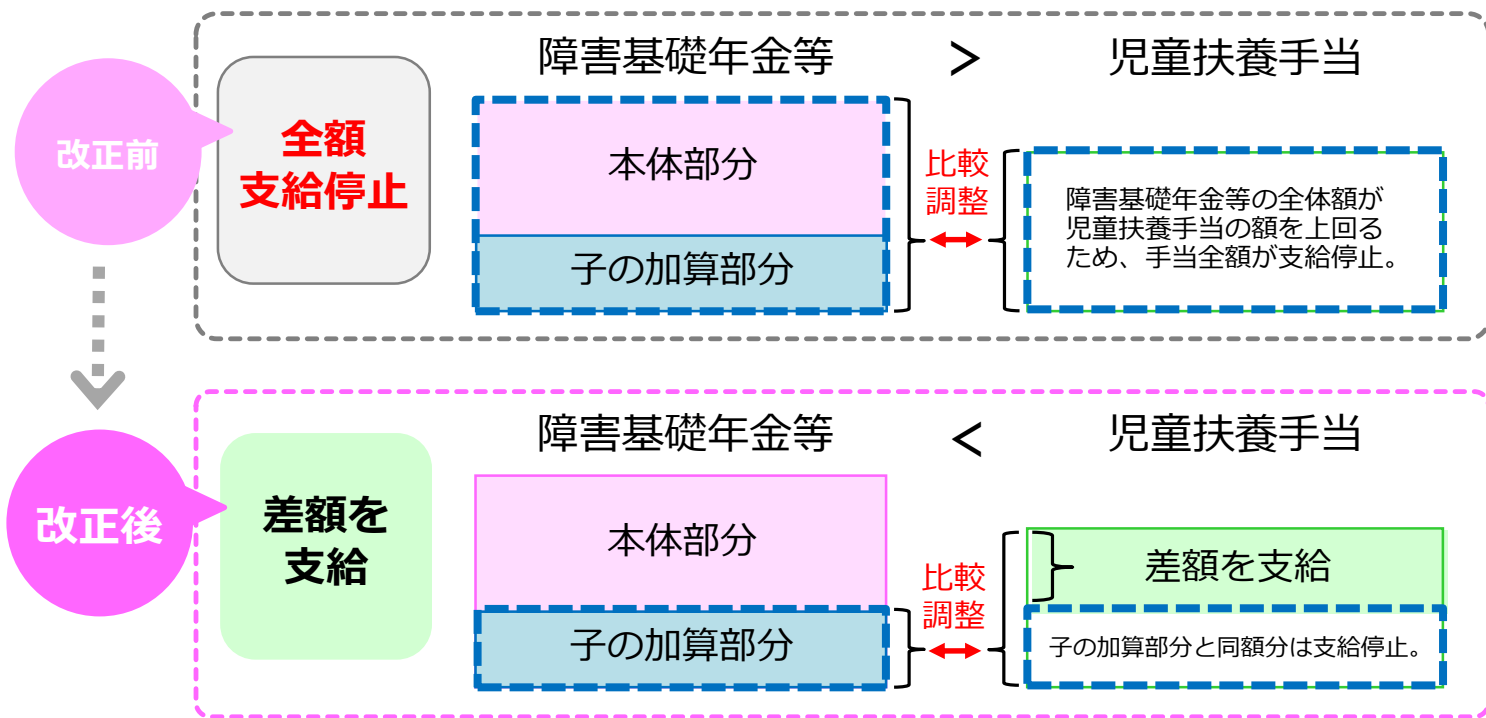 障害基礎年金等 > 児童扶養手当
改正前
全額
支給停止
本体部分
子の加算部分
比較
調整
障害基礎年金等の全体額が
児童扶養手当の額を上回る
ため、手当全額が支給停止。
障害基礎年金等 < 児童扶養手当
改正後
差額を
支給
本体部分
子の加算部分
比較
調整
差額を支給
子の加算部分と同額分は支給停止。